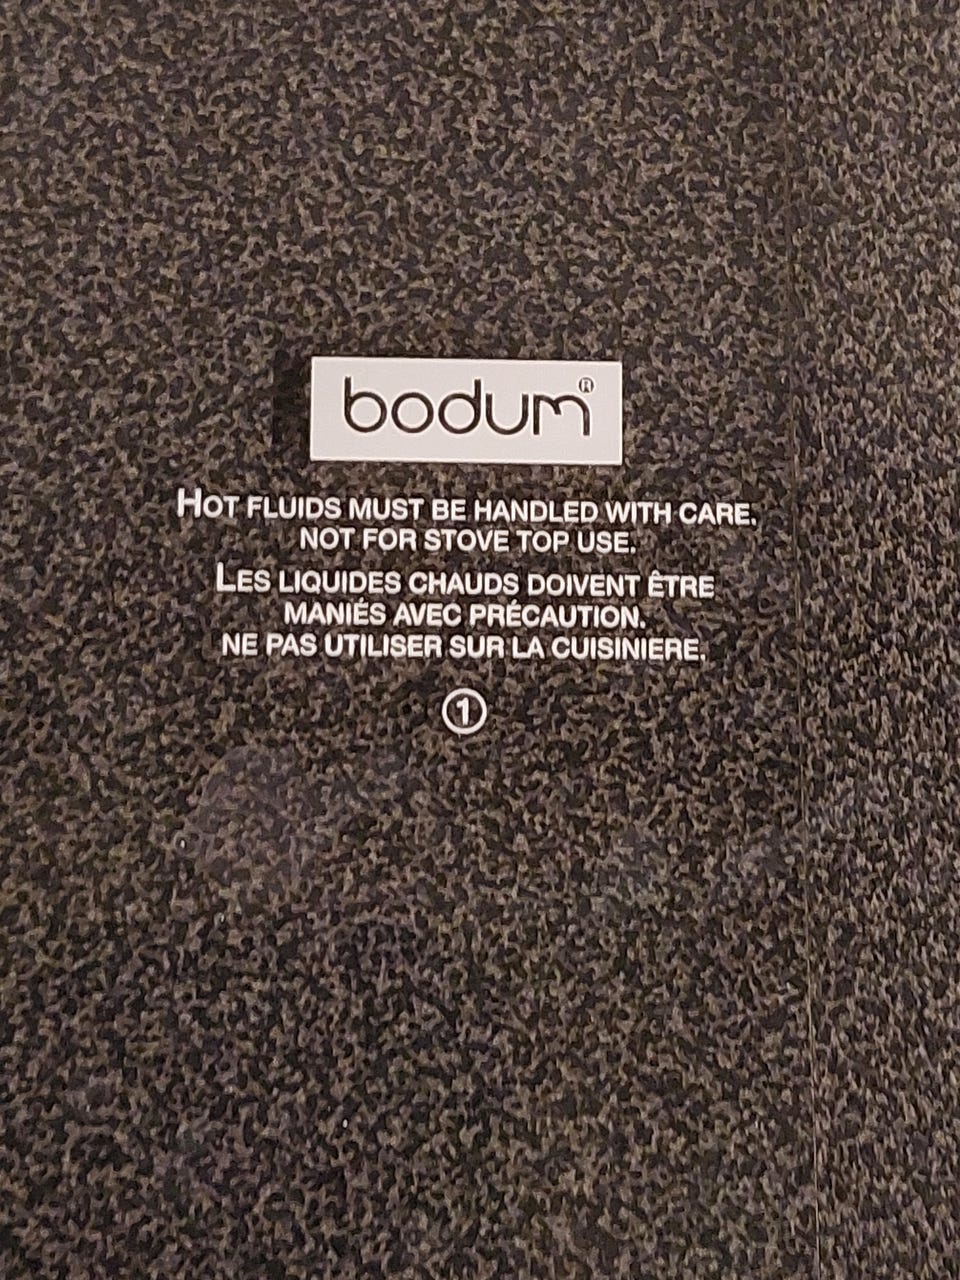 bodum®
HOT FLUIDS MUST BE HANDLED WITH CARE.
NOT FOR STOVE TOP USE.
LES LIQUIDES CHAUDS DOIVENT ÊTRE
MANIÉS AVEC PRÉCAUTION.
NE PAS UTILISER SUR LA CUISINIERE.
①